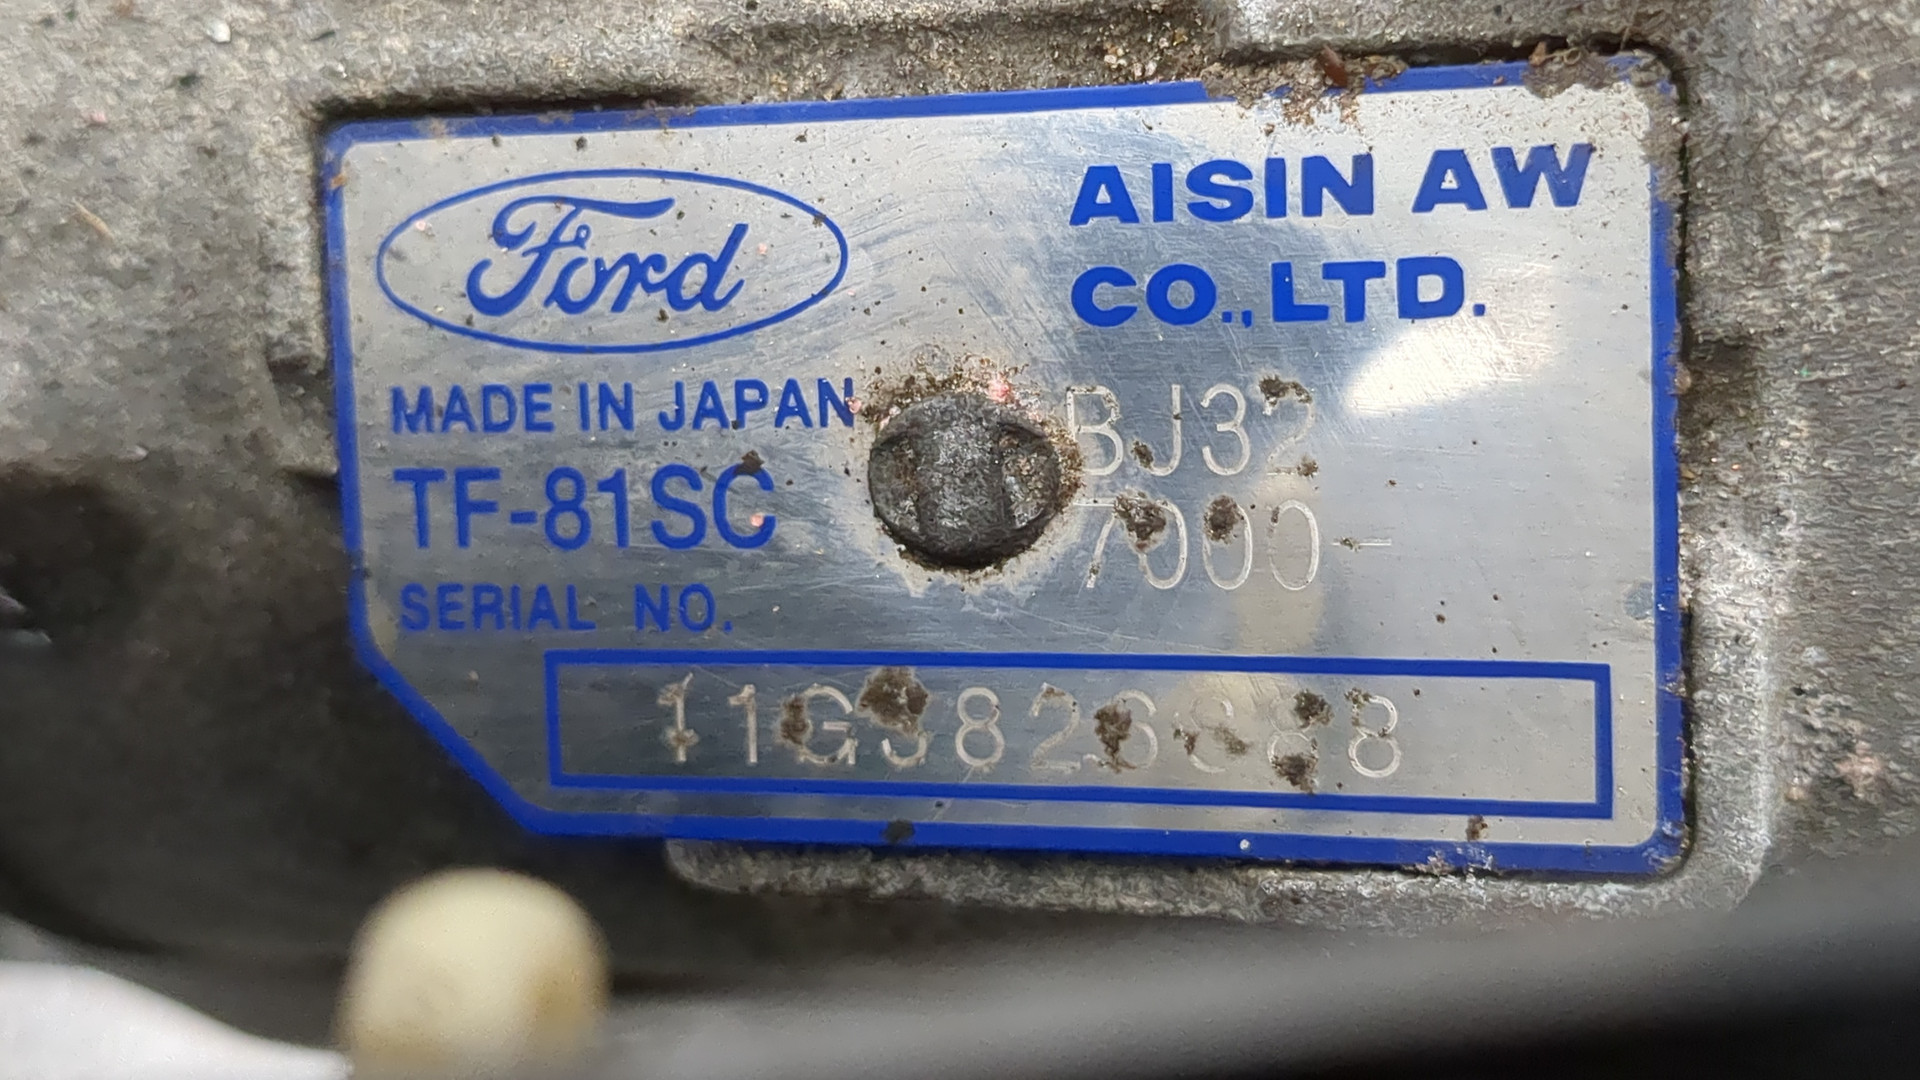 Ford
AISIN AW
CO.,LTD.
MADE IN JAPAN
TF-81SC
BJ32
7000-
SERIAL NO.